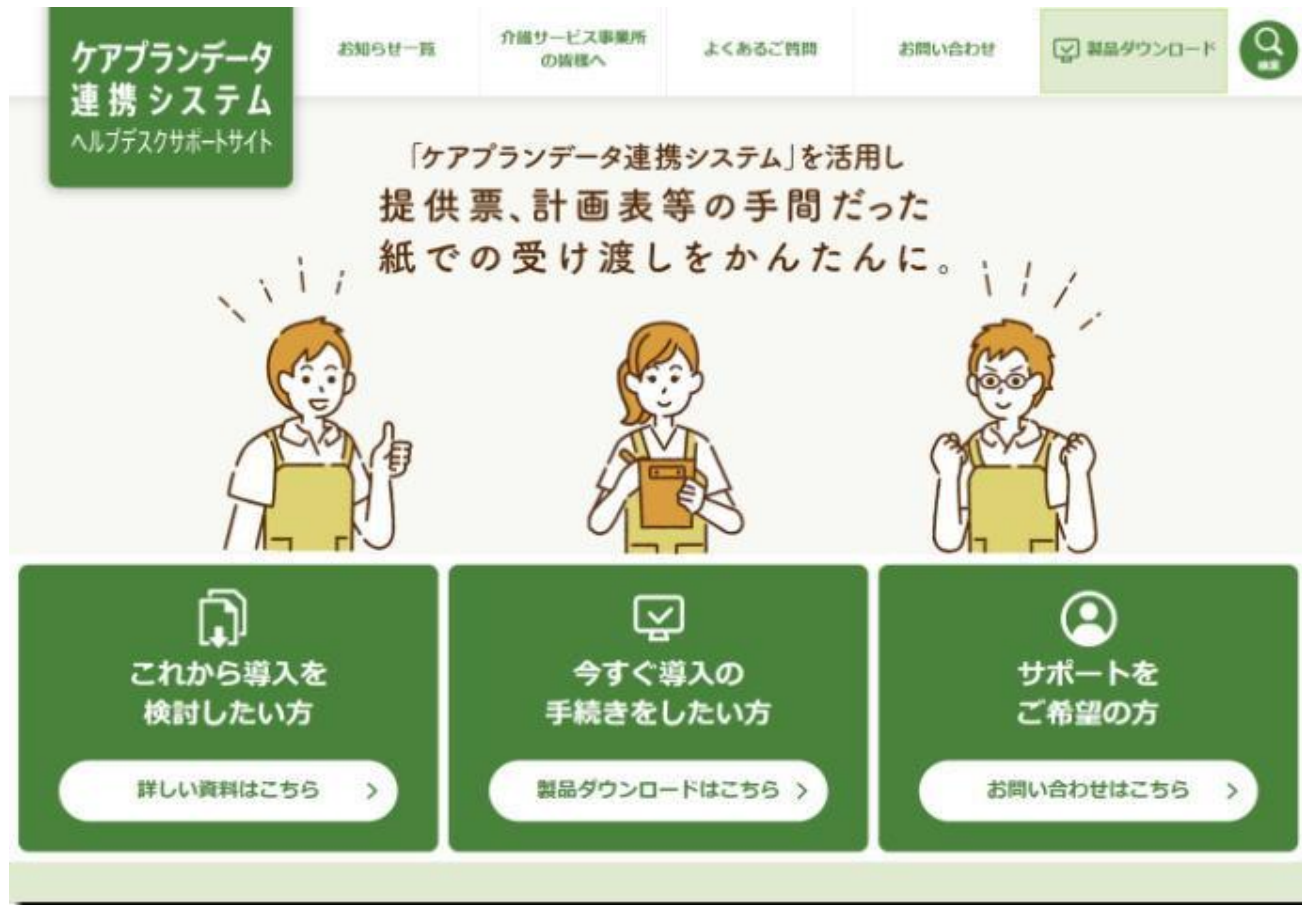 ケアプランデータ
連携システム
ヘルプデスクサポートサイト
お知らせ一覧
介護サービス事業所
の皆様へ
よくあるご質問
お問い合わせ
製品ダウンロード
検索
「ケアプランデータ連携システム」を活用し
提供票、計画表等の手間だった
紙での受け渡しをかんたんに。
これから導入を
検討したい方
詳しい資料はこちら
今すぐ導入の
手続きをしたい方
製品ダウンロードはこちら
サポートを
ご希望の方
お問い合わせはこちら